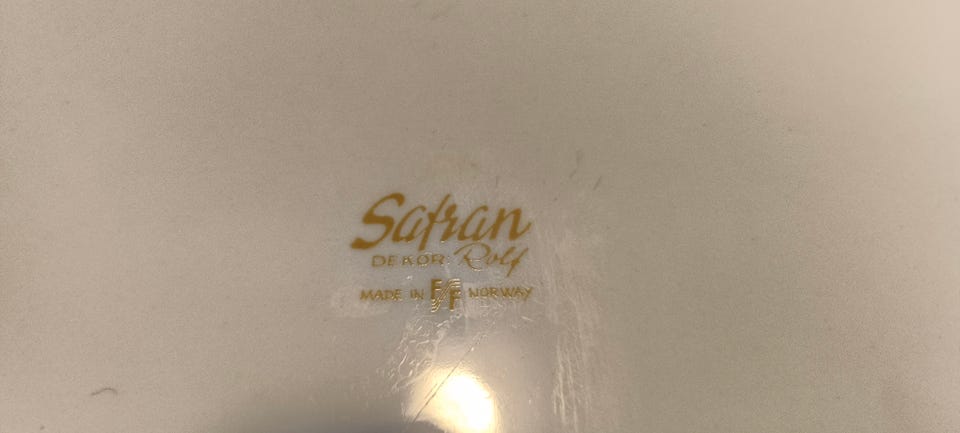 Safran
DEKOR: Rolf
MADE IN FF NORWAY